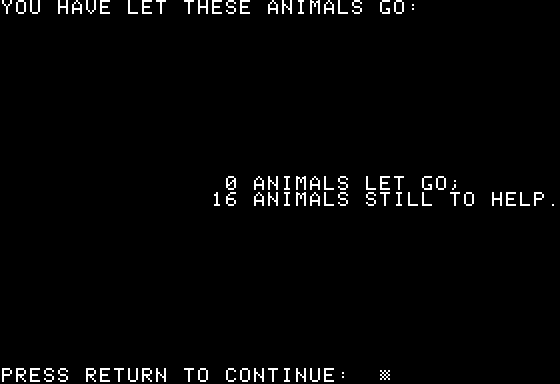 YOU HAVE LET THESE ANIMALS GO:
0 ANIMALS LET GO;
16 ANIMALS STILL TO HELP.
PRESS RETURN TO CONTINUE: